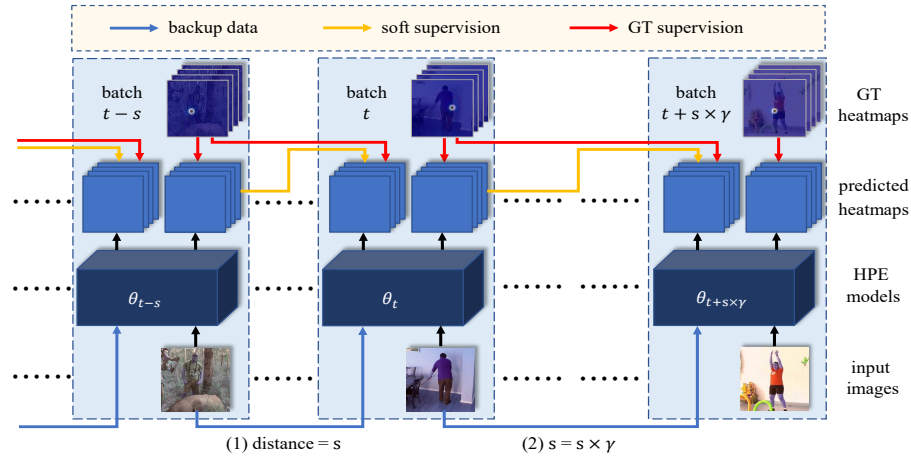 backup data
soft supervision
GT supervision
batch
t − s
batch
t
batch
t + s × γ
GT
heatmaps
predicted
heatmaps
θt−s
θt
θt+s×γ
HPE
models
input
images
(1) distance = s
(2) s = s × γ